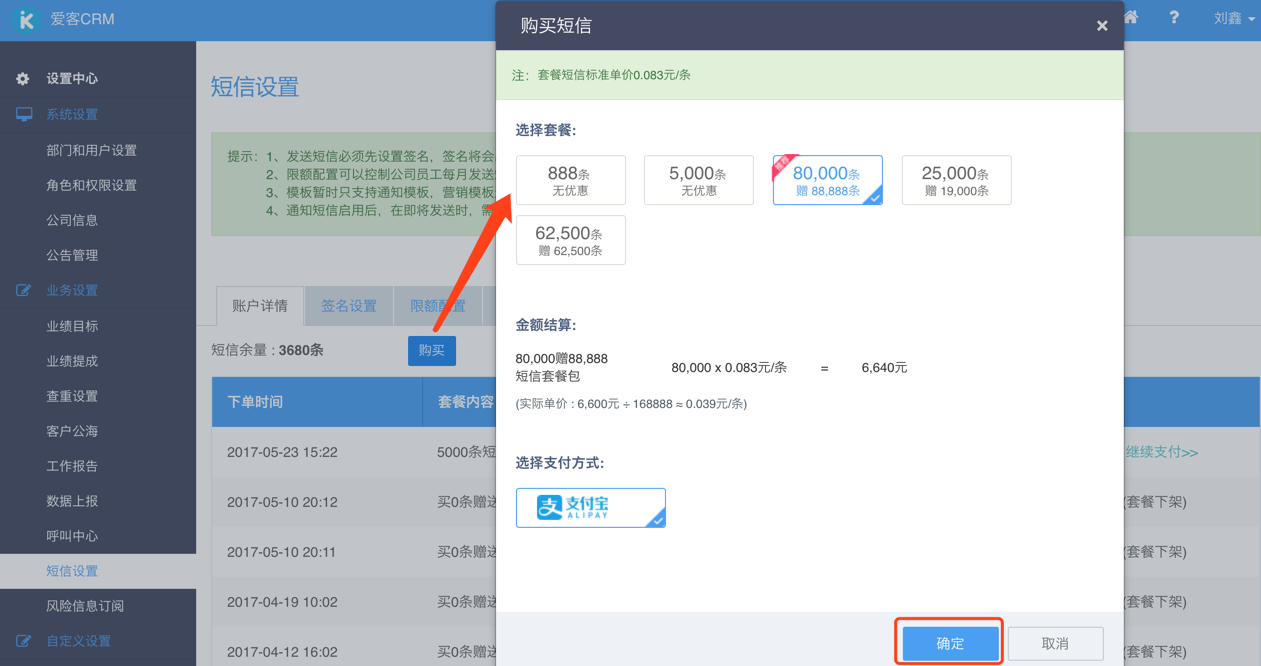 爱客CRM
刘鑫
设置中心
系统设置
部门和用户设置
角色和权限设置
公司信息
公告管理
业务设置
业绩目标
业绩提成
查重设置
客户公海
工作报告
数据上报
呼叫中心
短信设置
风险信息订阅
自定义设置
短信设置
提示：1、发送短信必须先设置签名，签名将会
2、限额配置可以控制公司员工每月发送
3、模板暂时只支持通知模板，营销模板
4、通知短信启用后，在即将发送时，需
账户详情
签名设置
限额配置
短信余量 : 3680条
购买
下单时间
套餐内容
2017-05-23 15:22
5000条短
继续支付>>
2017-05-10 20:12
买0条赠送
(套餐下架)
2017-05-10 20:11
买0条赠送
(套餐下架)
2017-04-19 10:02
买0条赠送
(套餐下架)
2017-04-12 16:02
买0条赠送
(套餐下架)
购买短信
×
注：套餐短信标准单价0.083元/条
选择套餐:
888条
无优惠
5,000条
无优惠
80,000条
赠 88,888条
25,000条
赠 19,000条
62,500条
赠 62,500条
金额结算:
80,000赠88,888
短信套餐包
80,000 x 0.083元/条
=
6,640元
(实际单价 : 6,600元 ÷ 168888 ≈ 0.039元/条)
选择支付方式:
支付宝
ALIPAY
确定
取消